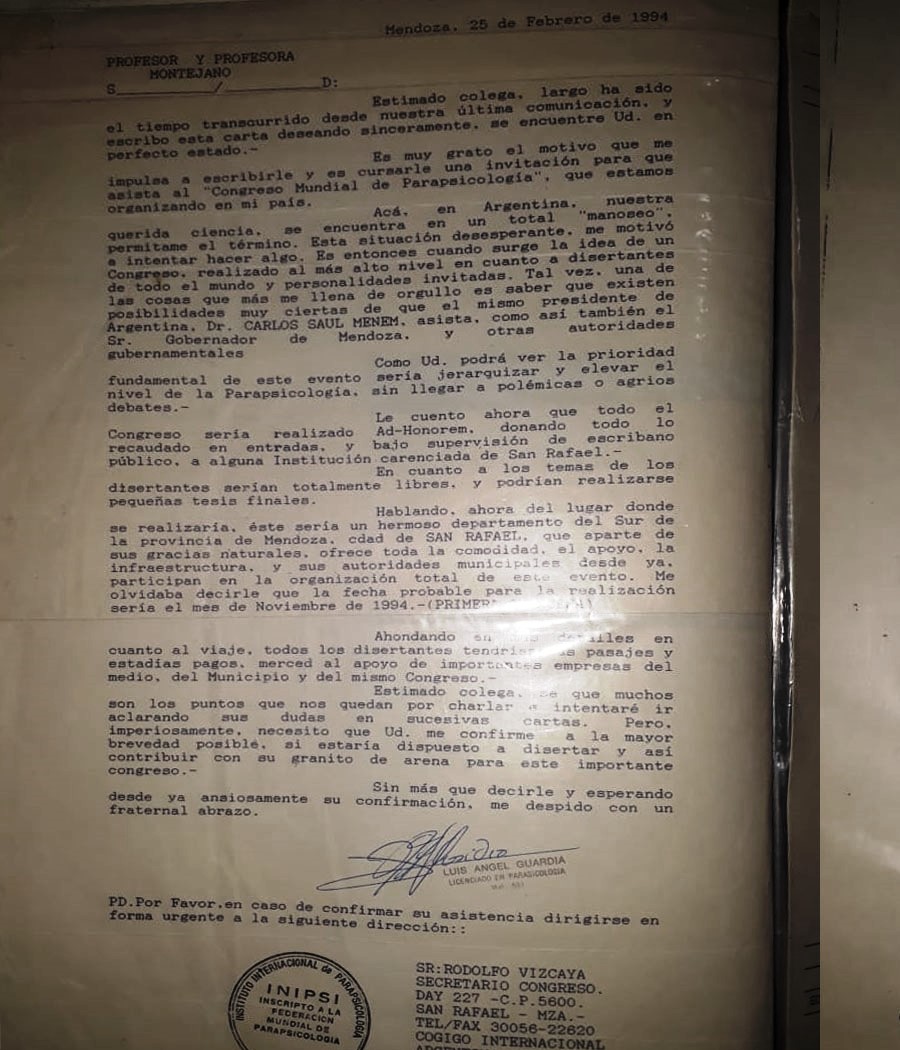 Mendoza, 25 de Febrero de 1994
PROFESOR Y PROFESORA
MONTEJANO
S________/________D:
Estimado colega, largo ha sido
el tiempo transcurrido desde nuestra última comunicación, y
escribo esta carta deseando sinceramente, se encuentre Ud. en
perfecto estado.-
Es muy grato el motivo que me
impulsa a escribirle y es cursarle una invitación para que
asista al "Congreso Mundial de Parapsicología", que estamos
organizando en mi país.
Acá, en Argentina, nuestra
querida ciencia, se encuentra en un total "manoseo",
permitame el término. Esta situación desesperante, me motivó
a intentar hacer algo. Es entonces cuando surge la idea de un
Congreso, realizado al más alto nivel en cuanto a disertantes
de todo el mundo y personalidades invitadas. Tal vez, una de
las cosas que más me llena de orgullo es saber que existen
posibilidades muy ciertas de que el mismo presidente de
Argentina, Dr. CARLOS SAUL MENEM, asista, como así también el
Sr. Gobernador de Mendoza, y otras autoridades
gubernamentales
Como Ud. podrá ver la prioridad
fundamental de este evento sería jerarquizar y elevar el
nivel de la Parapsicología, sin llegar a polémicas o agrios
debates.-
Le cuento ahora que todo el
Congreso sería realizado Ad-Honorem, donando todo lo
recaudado en entradas, y bajo supervisión de escribano
público, a alguna Institución carenciada de San Rafael.-
En cuanto a los temas de los
disertantes serían totalmente libres, y podrían realizarse
pequeñas tesis finales.
Hablando, ahora del lugar donde
se realizaría, éste sería un hermoso departamento del Sur de
la provincia de Mendoza, cdad de SAN RAFAEL, que aparte de
sus gracias naturales, ofrece toda la comodidad, el apoyo, la
infraestructura, y sus autoridades municipales desde ya,
participan en la organización total de este evento. Me
olvidaba decirle que la fecha probable para la realización
sería el mes de Noviembre de 1994.-
Ahondando en detalles en
cuanto al viaje, todos los disertantes pasajes y
estadías pagos, merced al apoyo de importantes empresas del
medio, del Municipio y del mismo Congreso.-
Estimado colega, se que muchos
son los puntos que nos quedan por charlar intentaré ir
aclarando sus dudas en sucesivas cartas. Pero,
imperiosamente, necesito que Ud. me confirme a la mayor
brevedad posible, si estaría dispuesto a disertar y así
contribuir con su granito de arena para este importante
congreso.-
Sin más que decirle y esperando
desde ya ansiosamente su confirmación, me despido con un
fraternal abrazo.
LUIS ANGEL GUARDIA
LICENCIADO EN PARASICOLOGIA
PD.Por Favor,en caso de confirmar su asistencia dirigirse en
forma urgente a la siguiente dirección::
INSTITUTO INTERNACIONAL de PARAPSICOLOGIA
INIPSI
INSCRIPTO A LA
FEDERACION
MUNDIAL DE
PARAPSICOLOGIA
SR:RODOLFO VIZCAYA
SECRETARIO CONGRESO.
DAY 227 -C.P.5600.
SAN RAFAEL - MZA.-
TEL/FAX 30056-22620
COGIGO INTERNACIONAL